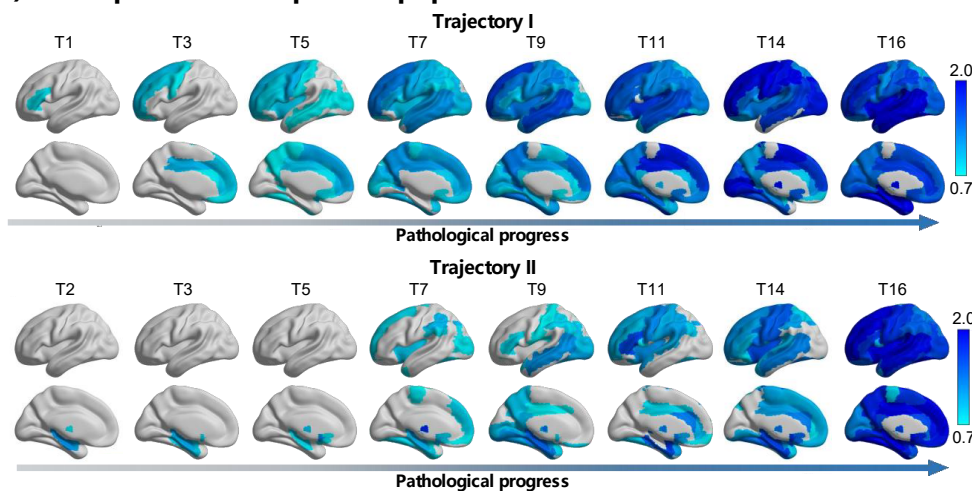 Trajectory I
T1 T3 T5 T7 T9 T11 T14 T16
2.0
0.7
Pathological progress
Trajectory II
T2 T3 T5 T7 T9 T11 T14 T16
2.0
0.7
Pathological progress